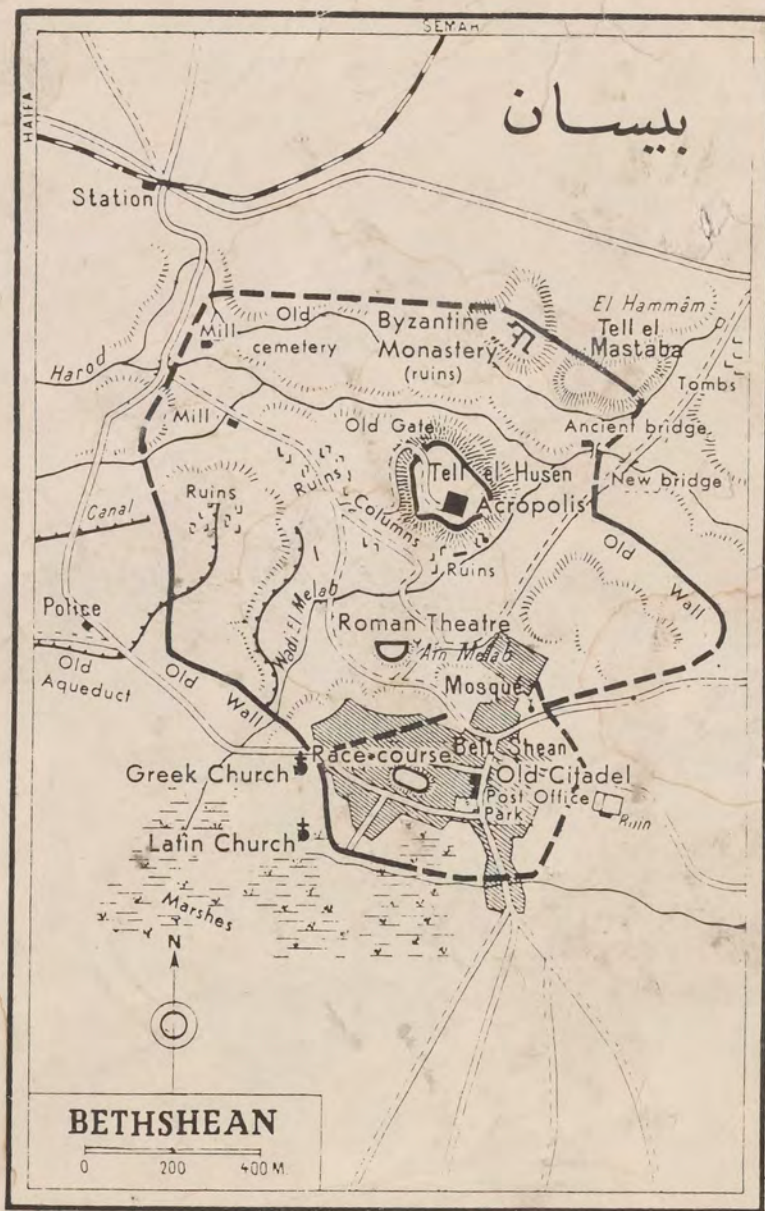 SEMAH
HAIFA
بيسان
Station
Mill
Old
cemetery
Byzantine
Monastery
(ruins)
El Hammâm
Tell el
Mastaba
Tombs
Harod
Mill
Old Gate
Ancient bridge
Ruins
Ruins
Columns
Tell el Husen
Acropolis
New bridge
Canal
Ruins
Old
Wall
Police
Wadi El Melab
Roman Theatre
Ain Melab
Old
Aqueduct
Old
Wall
Mosque
Race-course
Beit Shean
Greek Church
Old Citadel
Post Office
Park
Ruin
Latin Church
Marshes
N
BETHSHEAN
0 200 400 M.